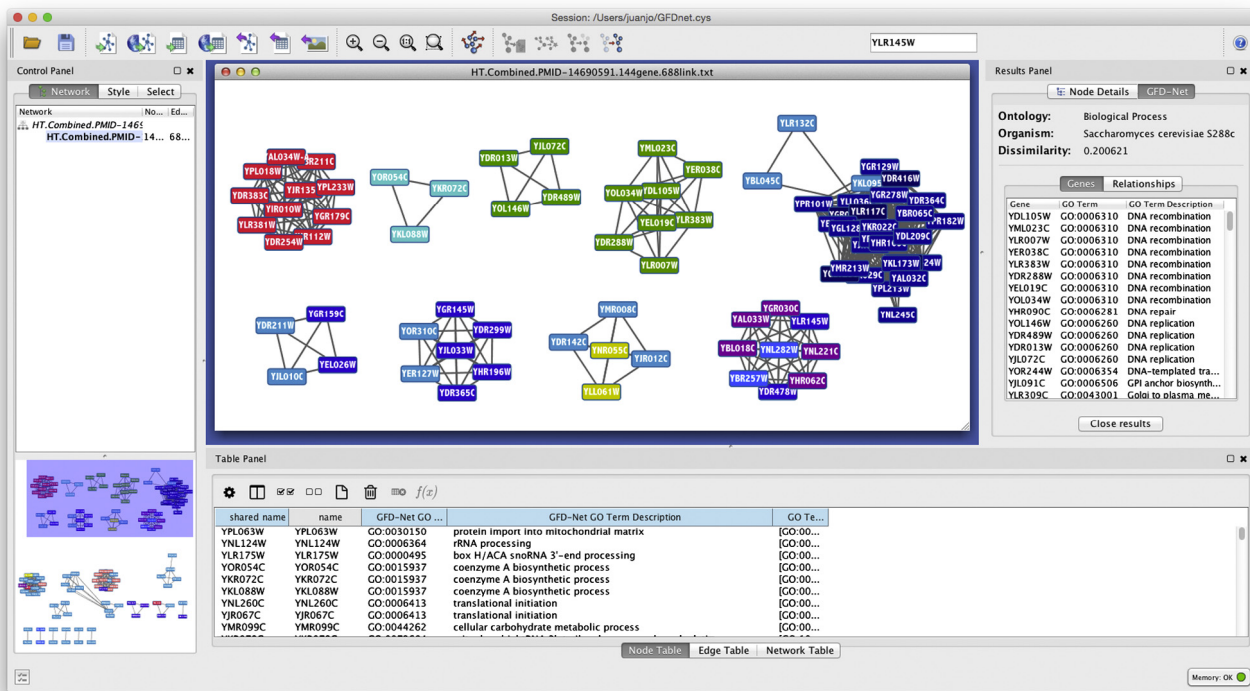 Session: /Users/juanjo/GFDnet.cys
YLR145W
Control Panel
Network Style Select
Network No... Ed...
HT.Combined.PMID-146
HT.Combined.PMID- 14... 68...
HT.Combined.PMID-14690591.144gene.688link.txt
YLR132C
YJL072C
YML023C
YDR013W
AL034W
R211C
YPL018W
YER038C
YGR129W
YOR054C
YKR072C
YBL045C
YKL095
YDR416W
YJR135
YPL233W
YDR383C
YDR489W
YOL034W
YDL105W
YGR278W
YDR364C
YOL146W
YPR101W
YLL036
YLR117C
YBR065C
YIR010W
YGR179C
YLR381W
YELO19C
YLR383W
PR182W
YGL128
YKR022C
YKL088W
R112W
YDR254W
YDR288W
YDL209C
YLR007W
YMR213W
YKL173W
24W
029C
YAL032C
YPL213W
YNL245C
YGR159C
YDR211W
YEL026W
YJL010C
YGR145W
YOR310C
YDR299W
YJL033W
YER127W
YHR196W
YDR365C
YMR008C
YDR142C
YNR055C
YJR012C
YLL061W
YGR030C
YAL033W
YLR145W
YBL018C
YNL282W
YNL221C
YBR257W
YHR062C
YDR478W
Results Panel
Node Details GFD-Net
Ontology: Biological Process
Organism: Saccharomyces cerevisiae S288c
Dissimilarity: 0.200621
Genes Relationships
Gene GO Term GO Term Description
YDL105W GO:0006310 DNA recombination
YML023C GO:0006310 DNA recombination
YLR007W GO:0006310 DNA recombination
YER038C GO:0006310 DNA recombination
YLR383W GO:0006310 DNA recombination
YDR288W GO:0006310 DNA recombination
YEL019C GO:0006310 DNA recombination
YOL034W GO:0006310 DNA recombination
YHR090C GO:0006281 DNA repair
YOL146W GO:0006260 DNA replication
YDR489W GO:0006260 DNA replication
YDR013W GO:0006260 DNA replication
YJL072C GO:0006260 DNA replication
YOR244W GO:0006354 DNA-templated tra...
YJL091C GO:0006506 GPI anchor biosynth...
YLR309C GO:0043001 Golgi to plasma me...
Close results
Table Panel
f(x)
shared name name GFD-Net GO ... GFD-Net GO Term Description GO Te...
YPL063W YPL063W GO:0030150 protein import into mitochondrial matrix [GO:00...
YNL124W YNL124W GO:0006364 rRNA processing [GO:00...
YLR175W YLR175W GO:0000495 box H/ACA snoRNA 3'-end processing [GO:00...
YOR054C YOR054C GO:0015937 coenzyme A biosynthetic process [GO:00...
YKR072C YKR072C GO:0015937 coenzyme A biosynthetic process [GO:00...
YKL088W YKL088W GO:0015937 coenzyme A biosynthetic process [GO:00...
YNL260C YNL260C GO:0006413 translational initiation [GO:00...
YJR067C YJR067C GO:0006413 translational initiation [GO:00...
YMR099C YMR099C GO:0044262 cellular carbohydrate metabolic process [GO:00...
Node Table Edge Table Network Table
Memory: OK